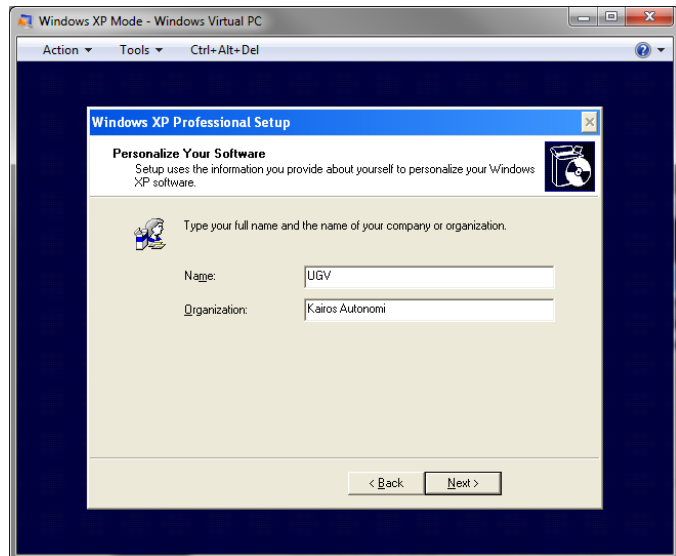 Windows XP Mode - Windows Virtual PC
Action Tools Ctrl+Alt+Del
Windows XP Professional Setup
Personalize Your Software
Setup uses the information you provide about yourself to personalize your Windows
XP software.
Type your full name and the name of your company or organization.
Name: UGV
Organization: Kairos Autonomi
< Back Next >